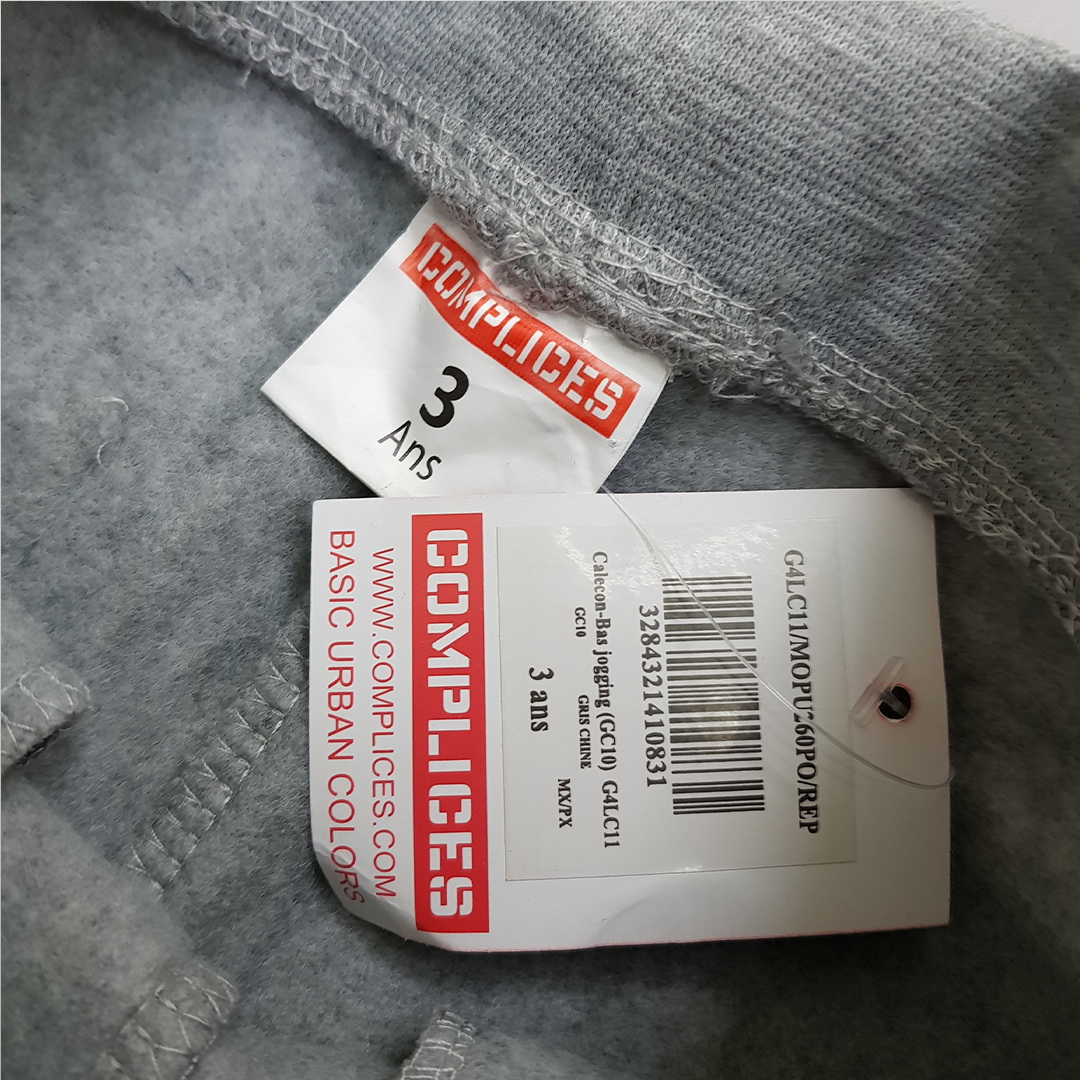 COMPLICES
3
Ans
G4LC11/MOPU260PO/REP
3284321410831
Calecon-Bas jogging (GC10) G4LC11
GC10 GRIS CHINE MX/PX
3 ans
COMPLICES
WWW.COMPLICES.COM
BASIC URBAN COLORS